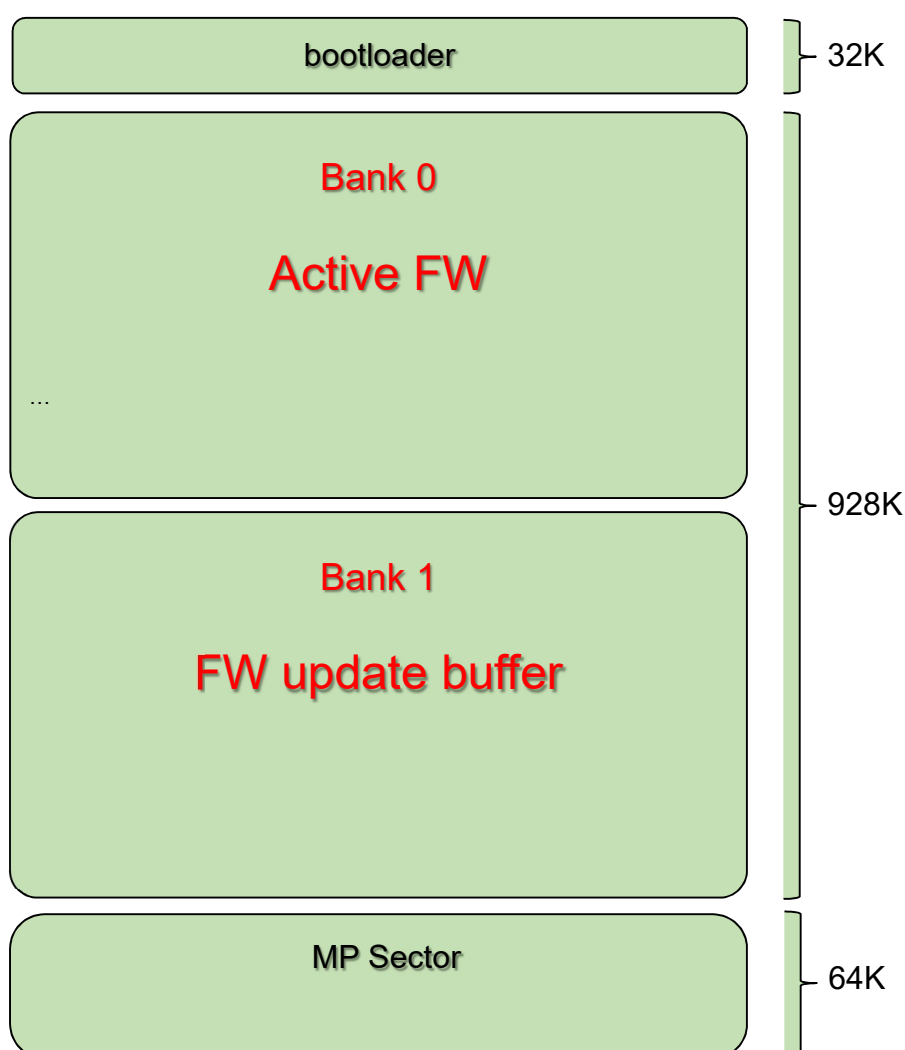 bootloader
32K
Bank 0
Active FW
...
928K
Bank 1
FW update buffer
MP Sector
64K